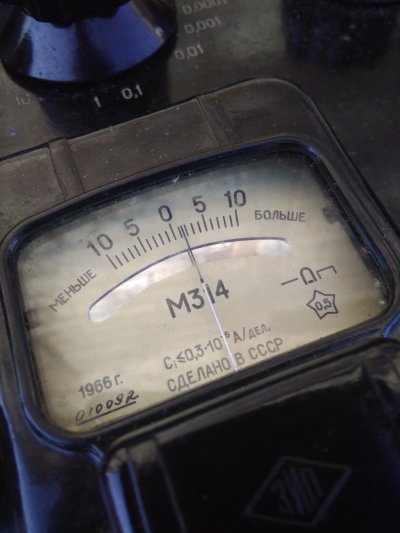 0.0001
0.001
0.01
10 1 0,1
10 5 0 5 10
МЕНЬШЕ
БОЛЬШЕ
М314
0,5
C₁≤0,3·10⁻⁸ А/ДЕЛ.
1966 г.
СДЕЛАНО В СССР
010092
ЗИП